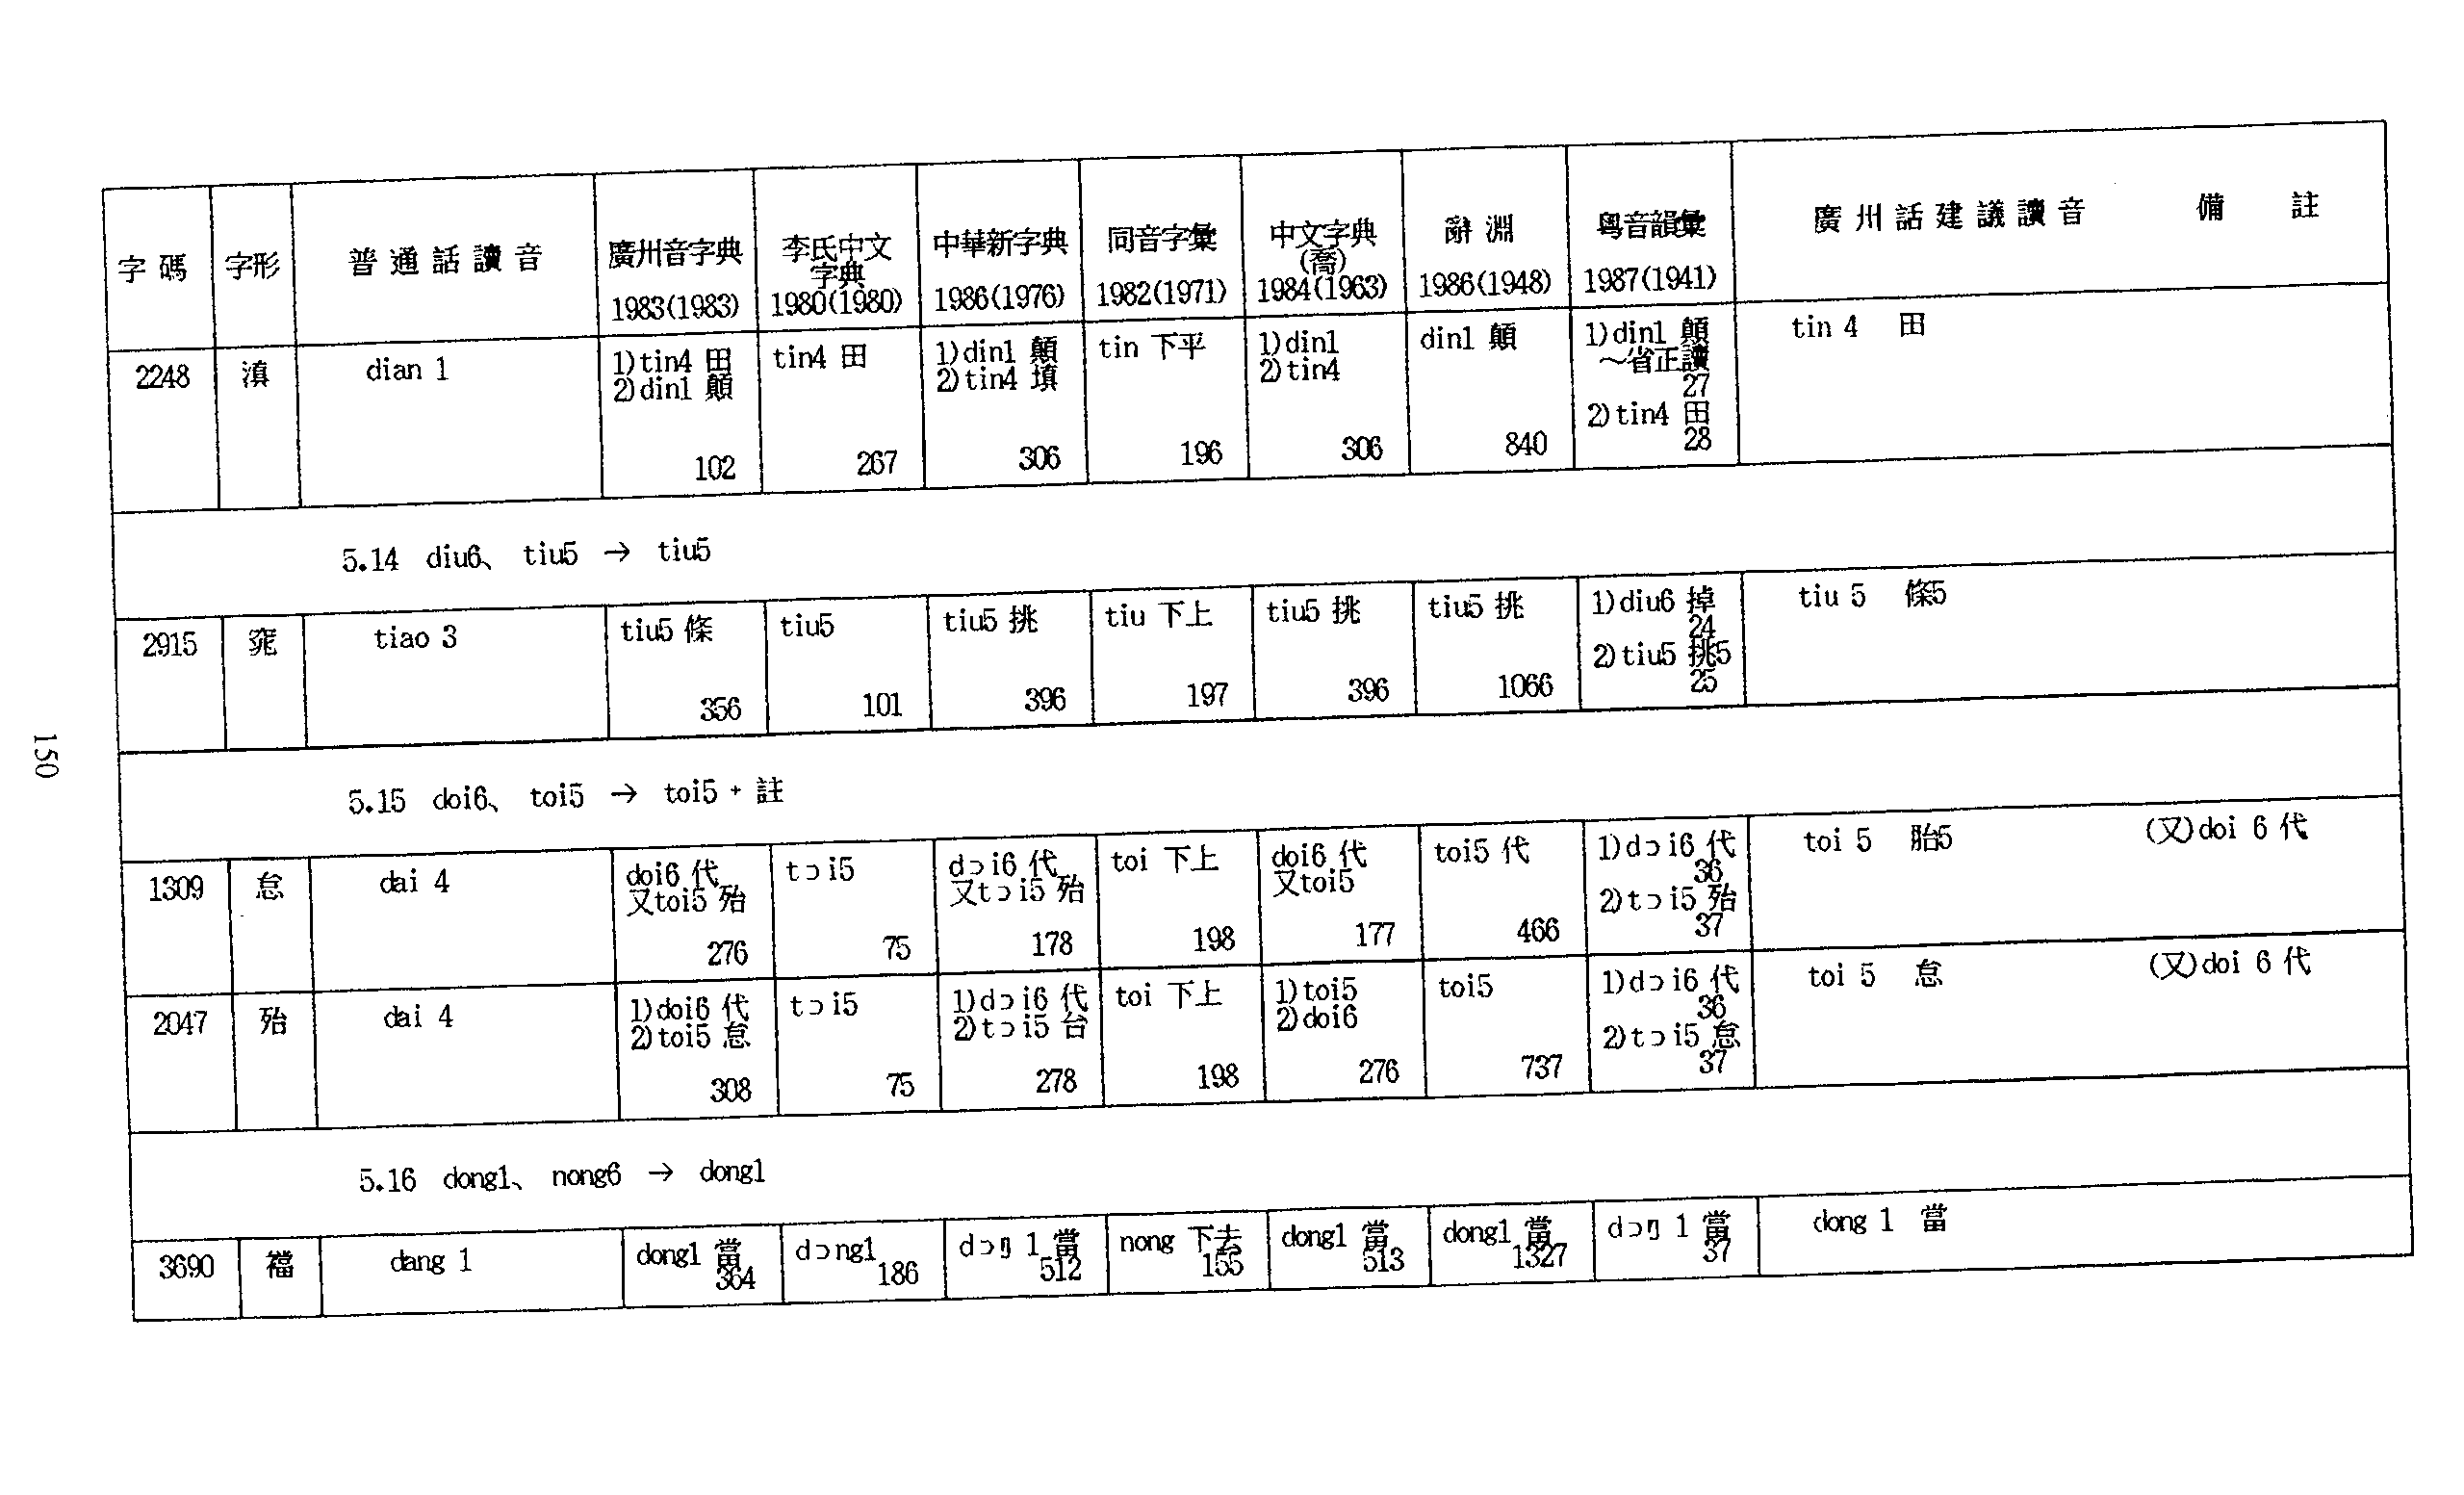 字碼 字形 普通話讀音 廣州音字典 1983(1983) 李氏中文字典 1980(1980) 中華新字典 1986(1976) 同音字彙 1982(1971) 中文字典(喬) 1984(1963) 辭淵 1986(1948) 粵音韻彙 1987(1941) 廣州話建議讀音 備註
2248 滇 dian 1 1)tin4 田 2)din1 顛 102 tin4 田 267 1)din1 顛 2)tin4 填 306 tin 下平 196 1)din1 2)tin4 306 din1 顛 840 1)din1 顛 ～省正讀 27 2)tin4 田 28 tin 4 田
5.14 diu6、 tiu5 → tiu5
2915 窕 tiao 3 tiu5 條 356 tiu5 101 tiu5 挑 396 tiu 下上 197 tiu5 挑 396 tiu5 挑 1066 1)diu6 掉 24 2)tiu5 挑5 25 tiu 5 條5
5.15 doi6、 toi5 → toi5 + 註
1309 怠 dai 4 doi6 代 又toi5 殆 276 tɔi5 75 dɔi6 代 又tɔi5 殆 178 toi 下上 198 doi6 代 又toi5 177 toi5 代 466 1)dɔi6 代 36 2)tɔi5 殆 37 toi 5 胎5 (又)doi 6 代
2047 殆 dai 4 1)doi6 代 2)toi5 怠 308 tɔi5 75 1)dɔi6 代 2)tɔi5 台 278 toi 下上 198 1)toi5 2)doi6 276 toi5 737 1)dɔi6 代 36 2)tɔi5 怠 37 toi 5 怠 (又)doi 6 代
5.16 dong1、 nong6 → dong1
3690 襠 dang 1 dong1 當 364 dɔng1 186 dɔŋ 1 當 512 nong 下去 155 dong1 當 513 dong1 當 1327 dɔŋ 1 當 37 dong 1 當
150